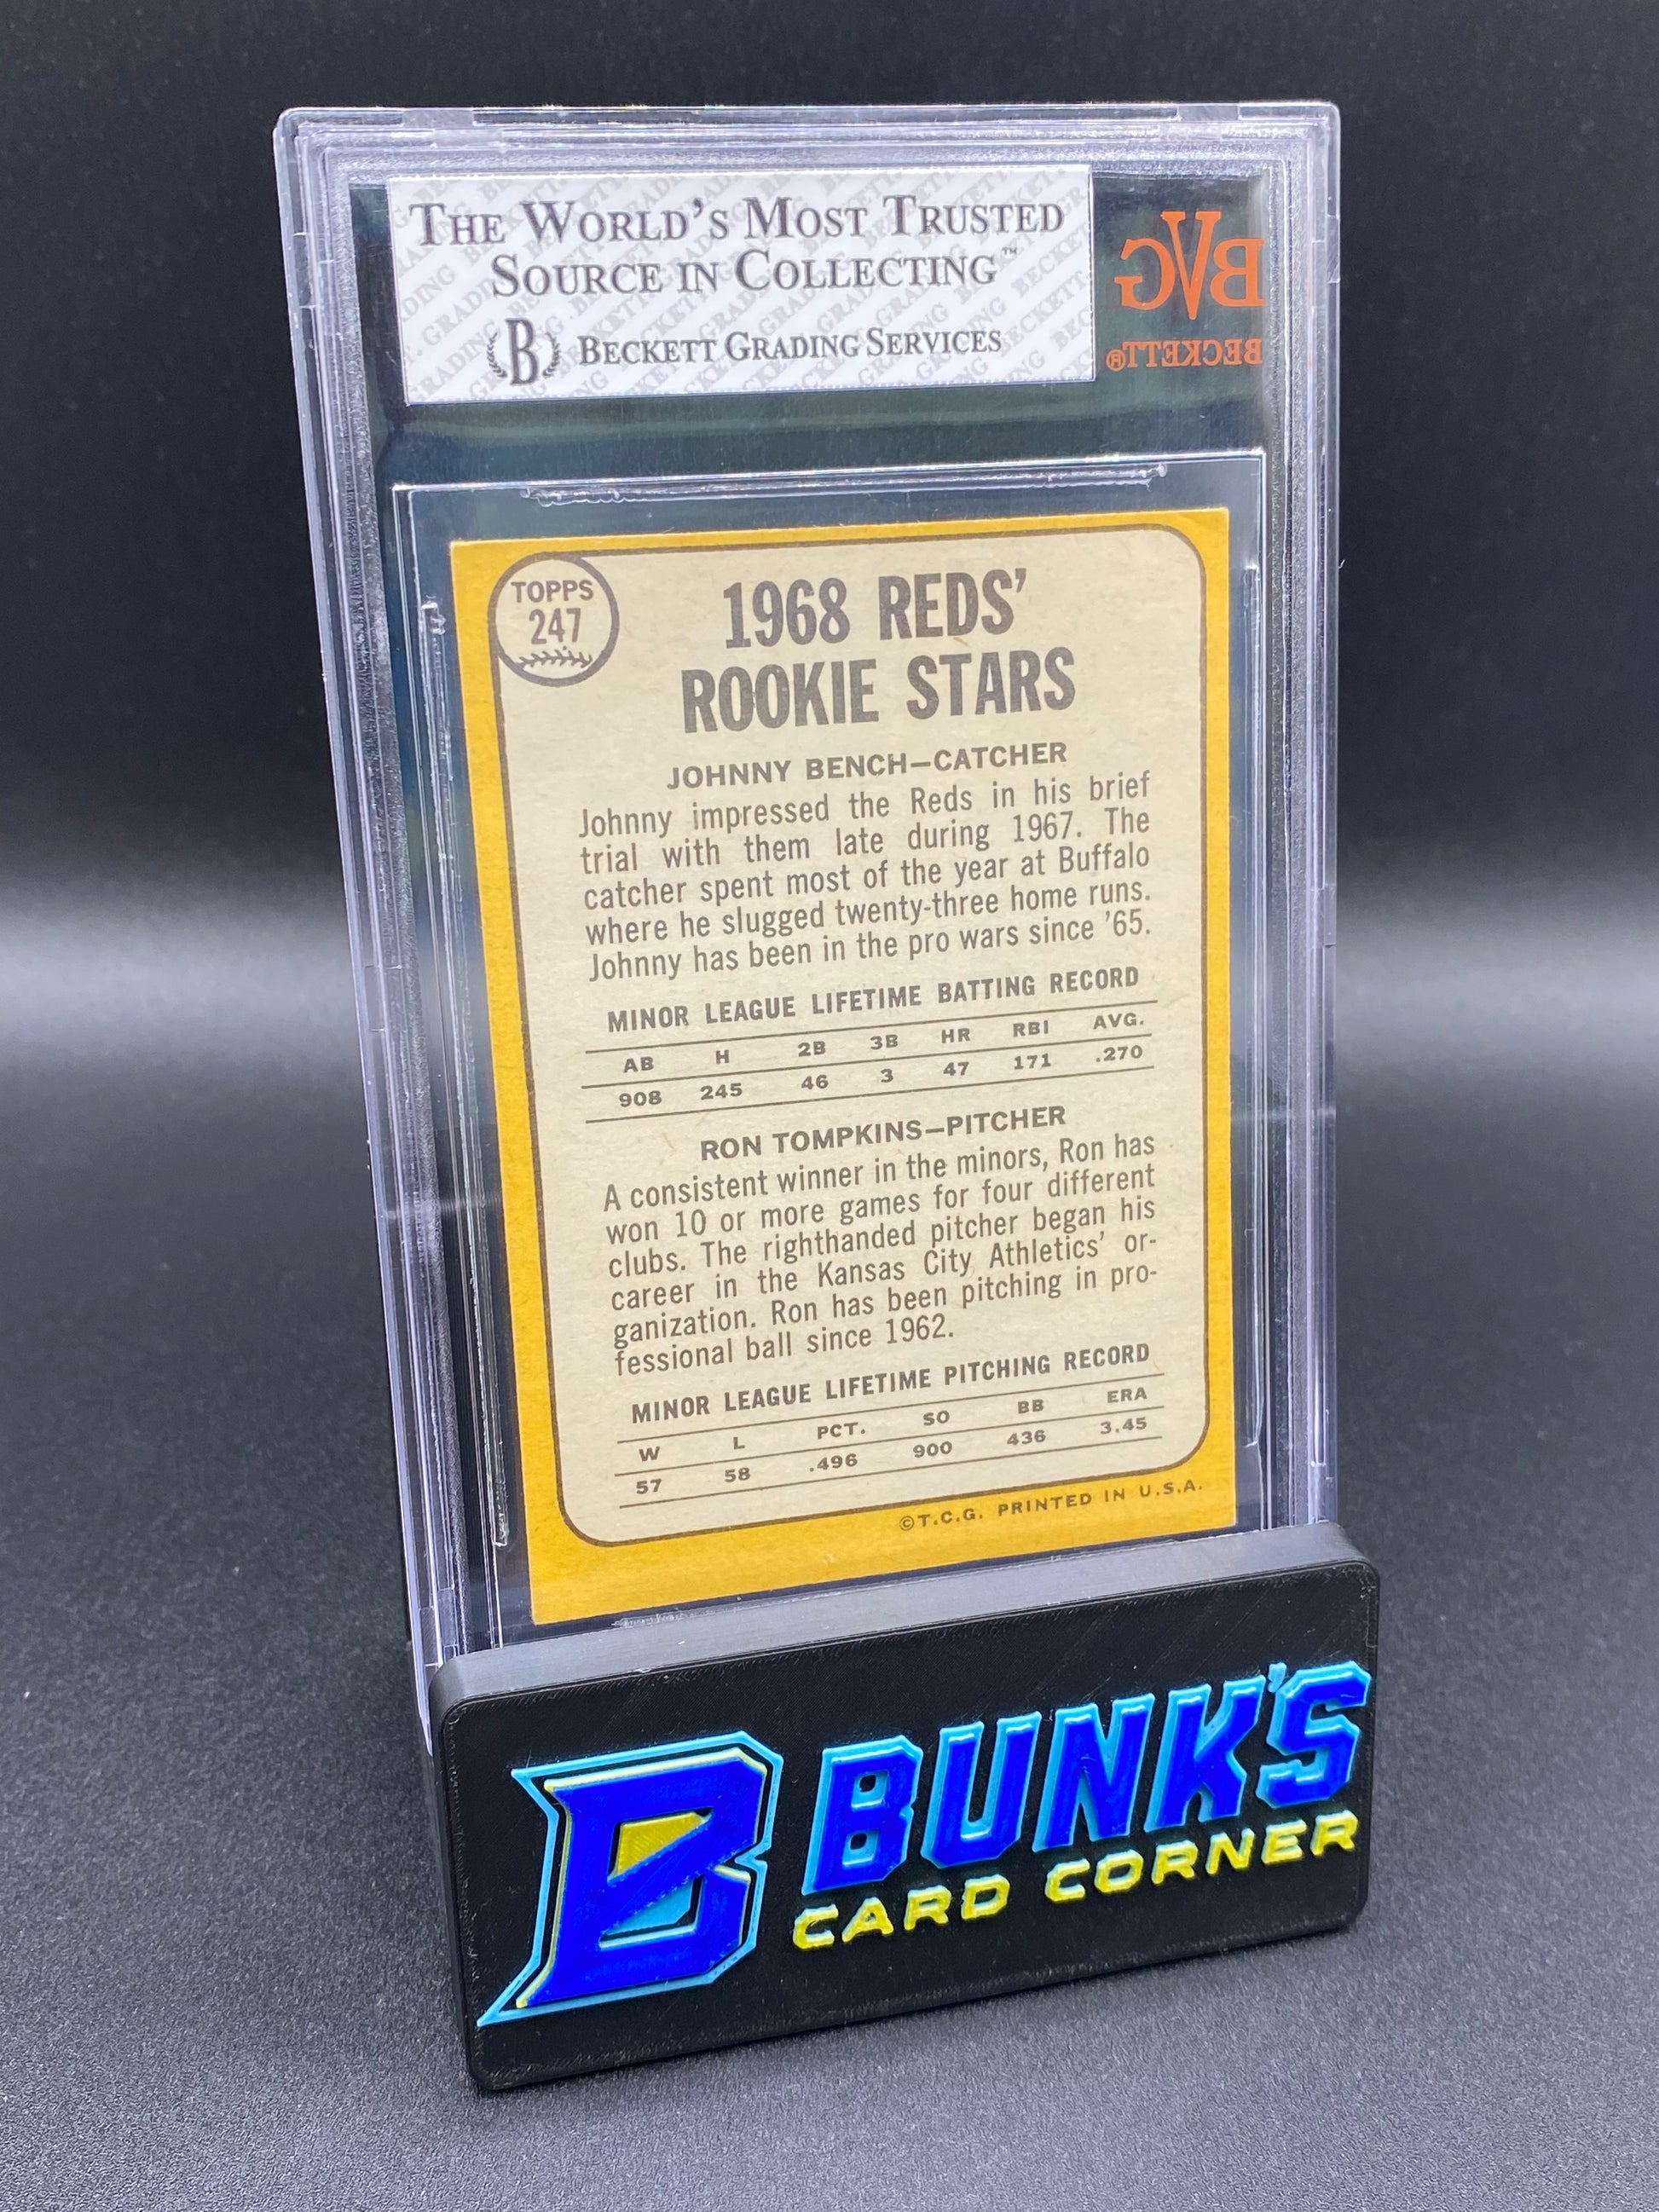 THE WORLD'S MOST TRUSTED
SOURCE IN COLLECTING™
B BECKETT GRADING SERVICES
BVG
BECKETT®
TOPPS
247
1968 REDS'
ROOKIE STARS
JOHNNY BENCH—CATCHER
Johnny impressed the Reds in his brief
trial with them late during 1967. The
catcher spent most of the year at Buffalo
where he slugged twenty-three home runs.
Johnny has been in the pro wars since '65.
MINOR LEAGUE LIFETIME BATTING RECORD
AB H 2B 3B HR RBI AVG.
908 245 46 3 47 171 .270
RON TOMPKINS—PITCHER
A consistent winner in the minors, Ron has
won 10 or more games for four different
clubs. The righthanded pitcher began his
career in the Kansas City Athletics' or-
ganization. Ron has been pitching in pro-
fessional ball since 1962.
MINOR LEAGUE LIFETIME PITCHING RECORD
W L PCT. SO BB ERA
57 58 .496 900 436 3.45
©T.C.G. PRINTED IN U.S.A.
B BUNK'S
CARD CORNER